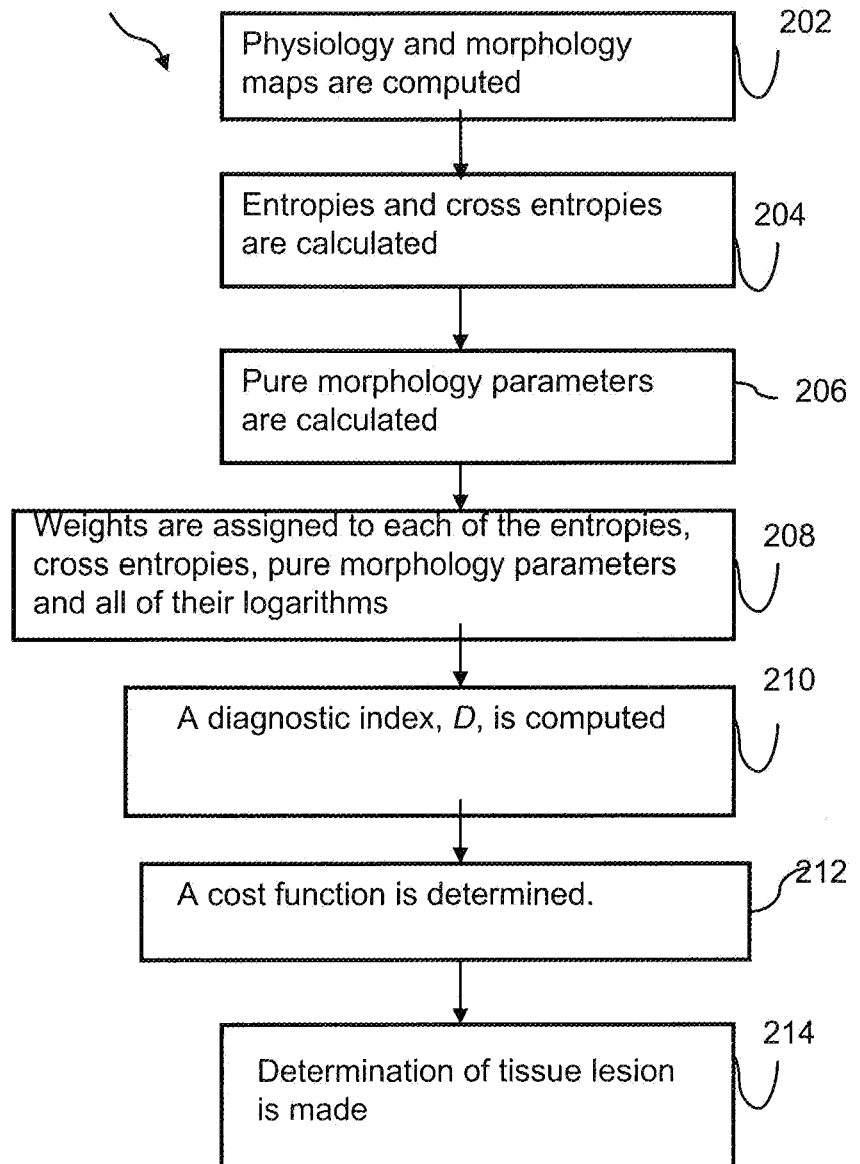 202
Physiology and morphology
maps are computed
Entropies and cross entropies
are calculated
204
Pure morphology parameters
are calculated
206
Weights are assigned to each of the entropies,
cross entropies, pure morphology parameters
and all of their logarithms
208
210
A diagnostic index, D, is computed
212
A cost function is determined.
214
Determination of tissue lesion
is made